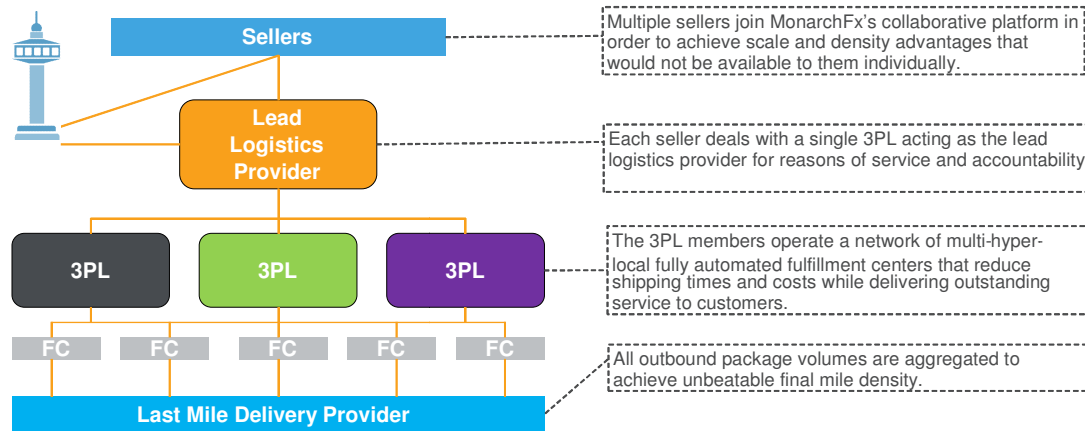 Sellers
Multiple sellers join MonarchFx's collaborative platform in
order to achieve scale and density advantages that
would not be available to them individually.
Lead
Logistics
Provider
Each seller deals with a single 3PL acting as the lead
logistics provider for reasons of service and accountability
3PL
3PL
3PL
The 3PL members operate a network of multi-hyper-
local fully automated fulfillment centers that reduce
shipping times and costs while delivering outstanding
service to customers.
FC
FC
FC
FC
FC
All outbound package volumes are aggregated to
achieve unbeatable final mile density.
Last Mile Delivery Provider